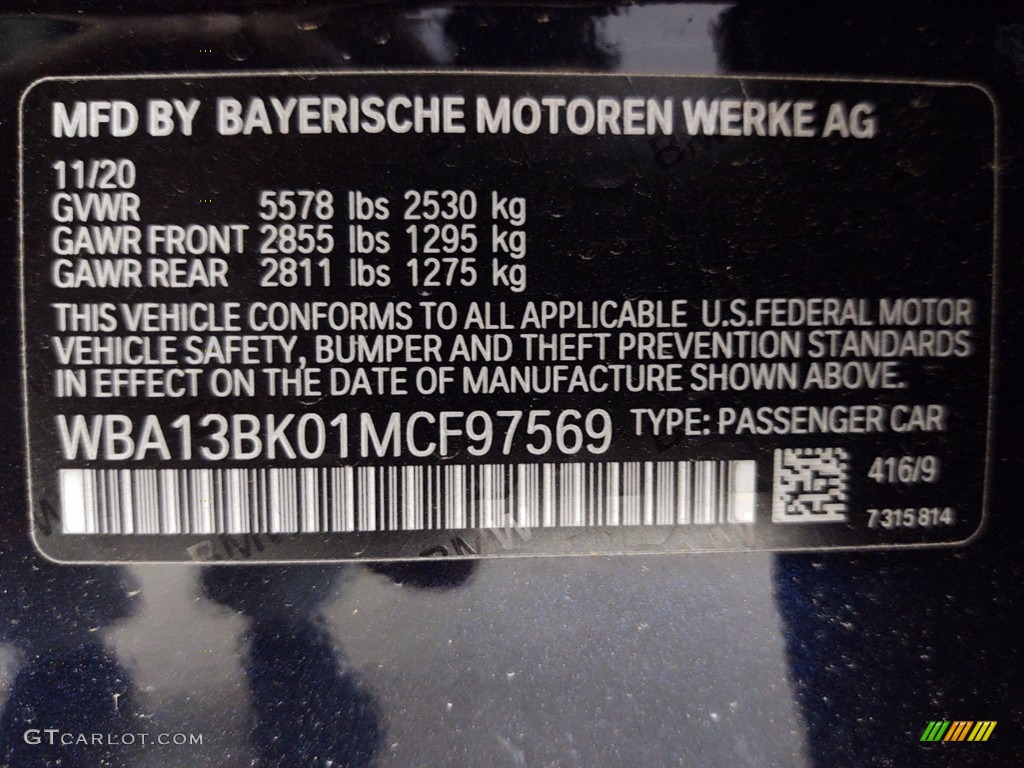 MFD BY BAYERISCHE MOTOREN WERKE AG
11/20
GVWR 5578 lbs 2530 kg
GAWR FRONT 2855 lbs 1295 kg
GAWR REAR 2811 lbs 1275 kg
THIS VEHICLE CONFORMS TO ALL APPLICABLE U.S.FEDERAL MOTOR
VEHICLE SAFETY, BUMPER AND THEFT PREVENTION STANDARDS
IN EFFECT ON THE DATE OF MANUFACTURE SHOWN ABOVE.
WBA13BK01MCF97569 TYPE: PASSENGER CAR
416/9
7315814
BMW
BMW
GTCARLOT.COM